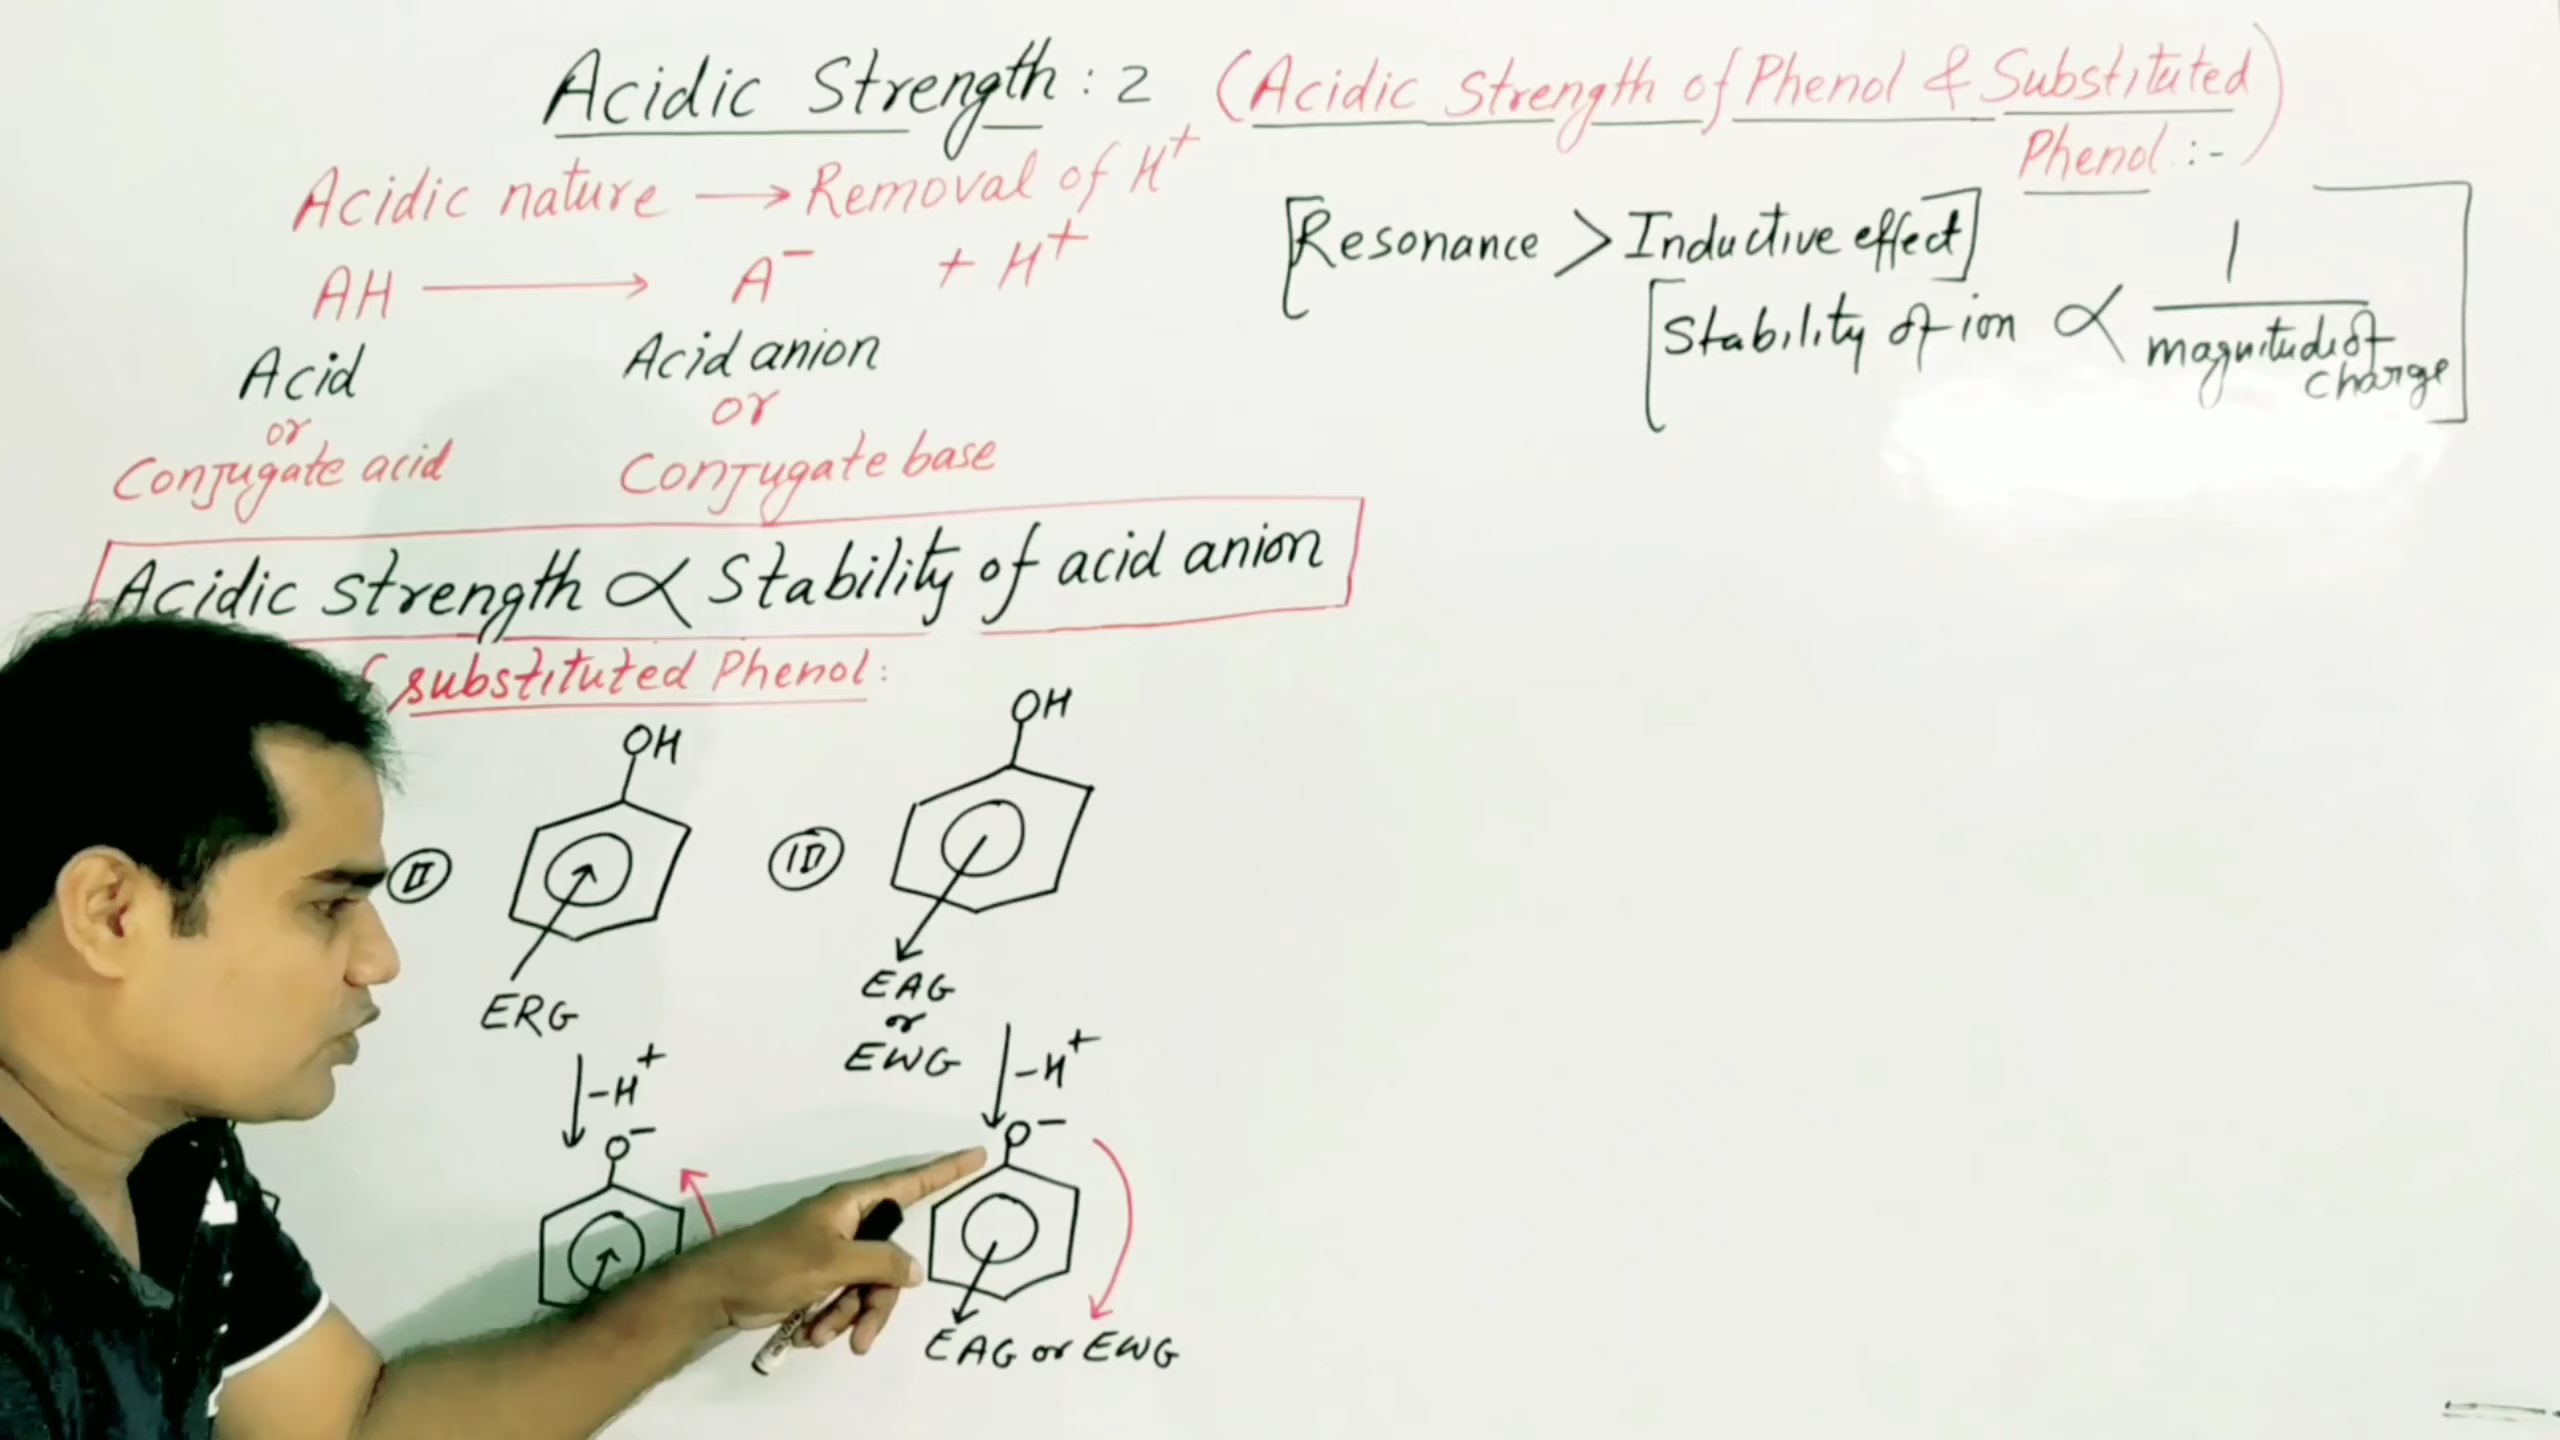 Acidic Strength : 2 (Acidic Strength of Phenol & Substituted
Phenol :-)
Acidic nature → Removal of H⁺
AH → A⁻ + H⁺
Acid
or
Conjugate acid
Acid anion
or
Conjugate base
[Resonance > Inductive effect]
[Stability of ion ∝ 1
magnitude of
charge]
Acidic strength ∝ Stability of acid anion
substituted Phenol :
II
OH
ERG
-H⁺
O⁻
III
OH
EAG
or
EWG
-H⁺
O⁻
EAG or EWG